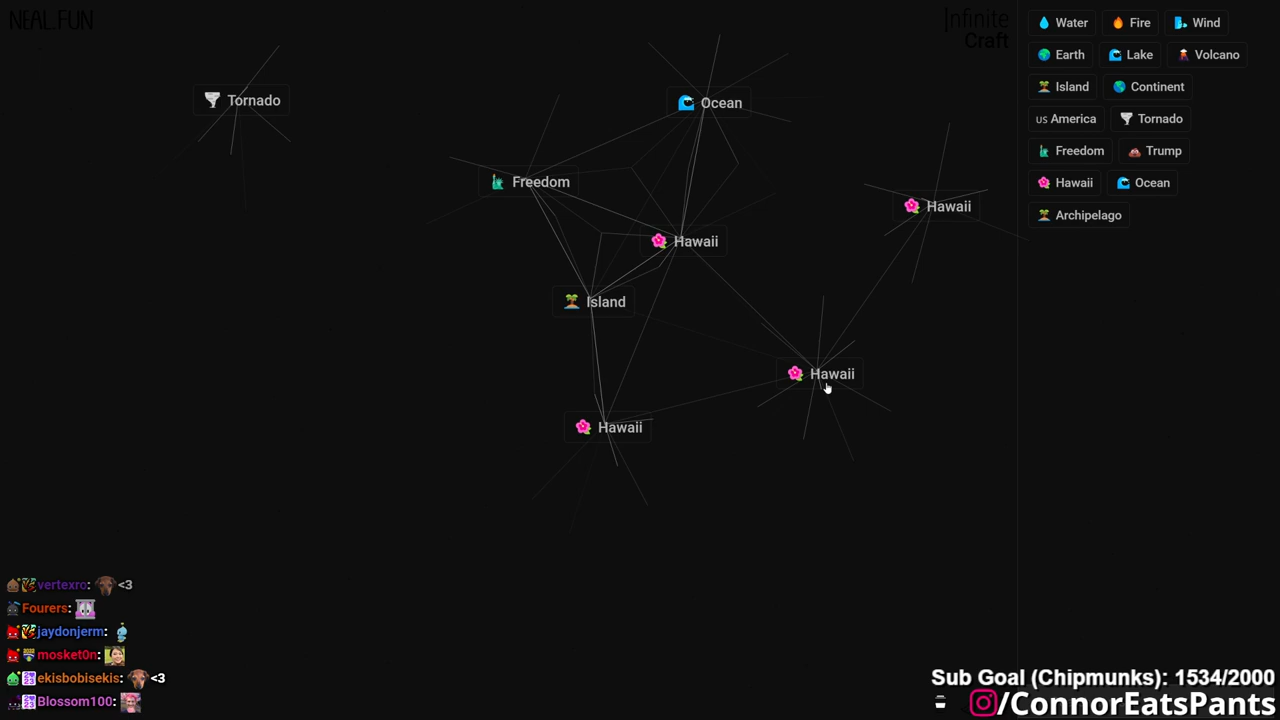 NEAL.FUN
Infinite
Craft
Tornado
Ocean
Freedom
Hawaii
Hawaii
Island
Hawaii
Hawaii
Water
Fire
Wind
Earth
Lake
Volcano
Island
Continent
US America
Tornado
Freedom
Trump
Hawaii
Ocean
Archipelago
vertexro: <3
Fourers:
jaydonjerm:
mosket0n:
ekisbobisekis: <3
Blossom100:
Sub Goal (Chipmunks): 1534/2000
/ConnorEatsPants